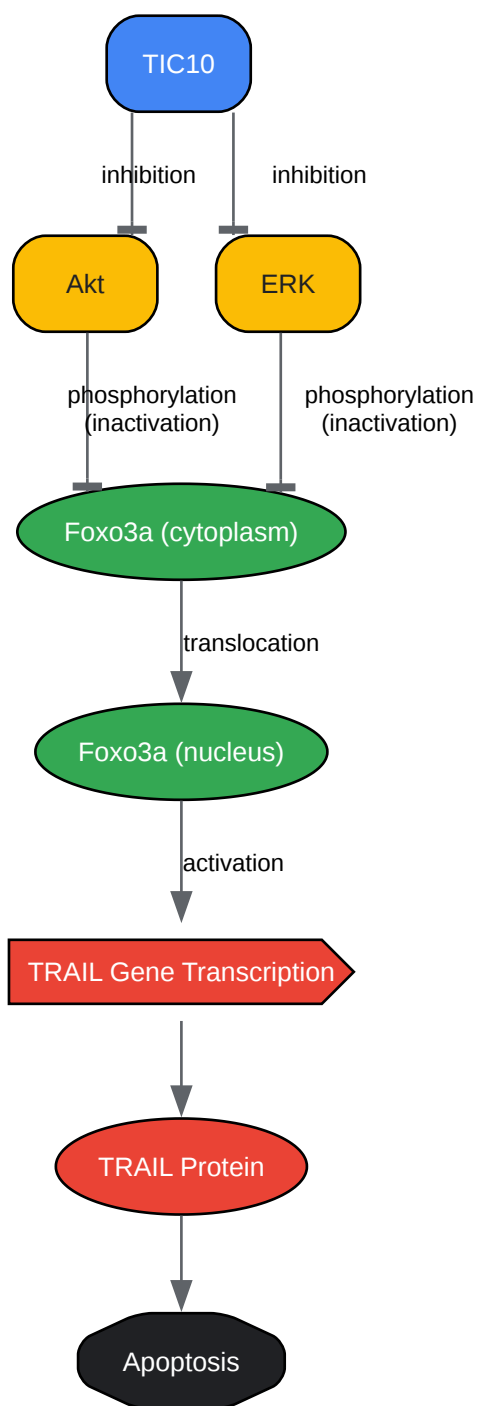 TIC10
inhibition
inhibition
Akt
ERK
phosphorylation
(inactivation)
phosphorylation
(inactivation)
Foxo3a (cytoplasm)
translocation
Foxo3a (nucleus)
activation
TRAIL Gene Transcription
TRAIL Protein
Apoptosis